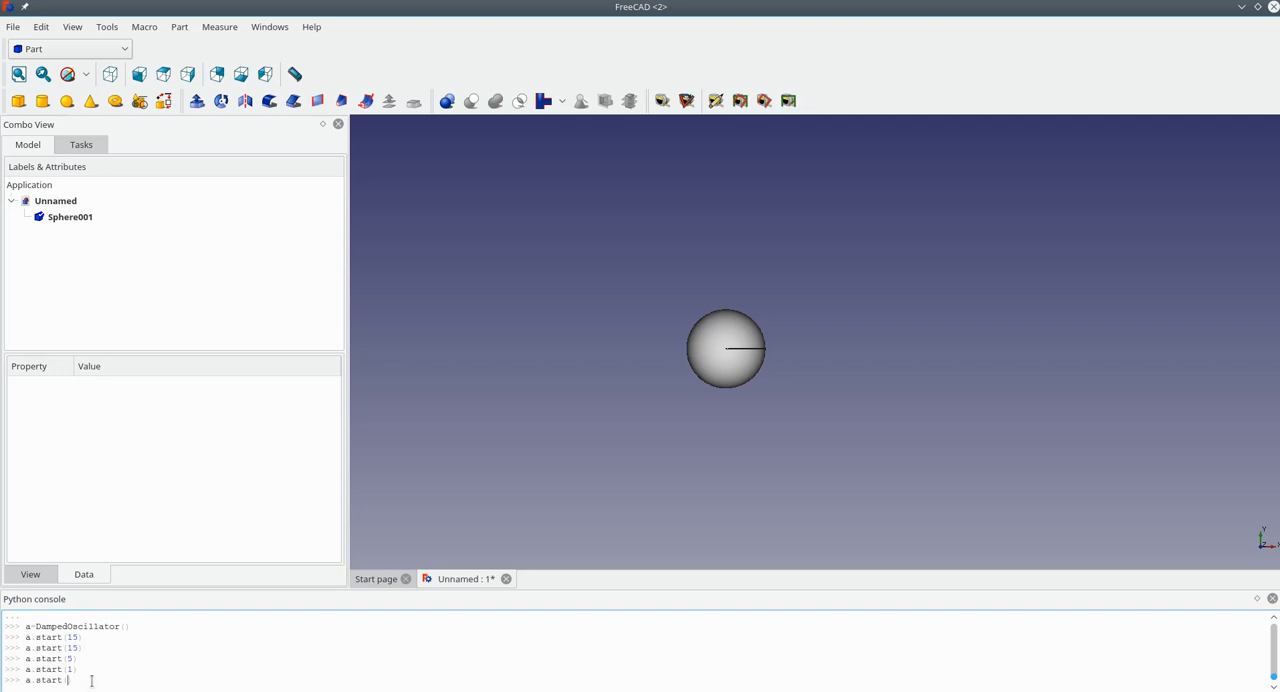 FreeCAD <2>
File Edit View Tools Macro Part Measure Windows Help
Part
Combo View
Model Tasks
Labels & Attributes
Application
Unnamed
Sphere001
Property Value
View Data
Y
Z
Start page Unnamed : 1*
Python console
...
>>> a=DampedOscillator()
>>> a.start(15)
>>> a.start(15)
>>> a.start(5)
>>> a.start(1)
>>> a.start(